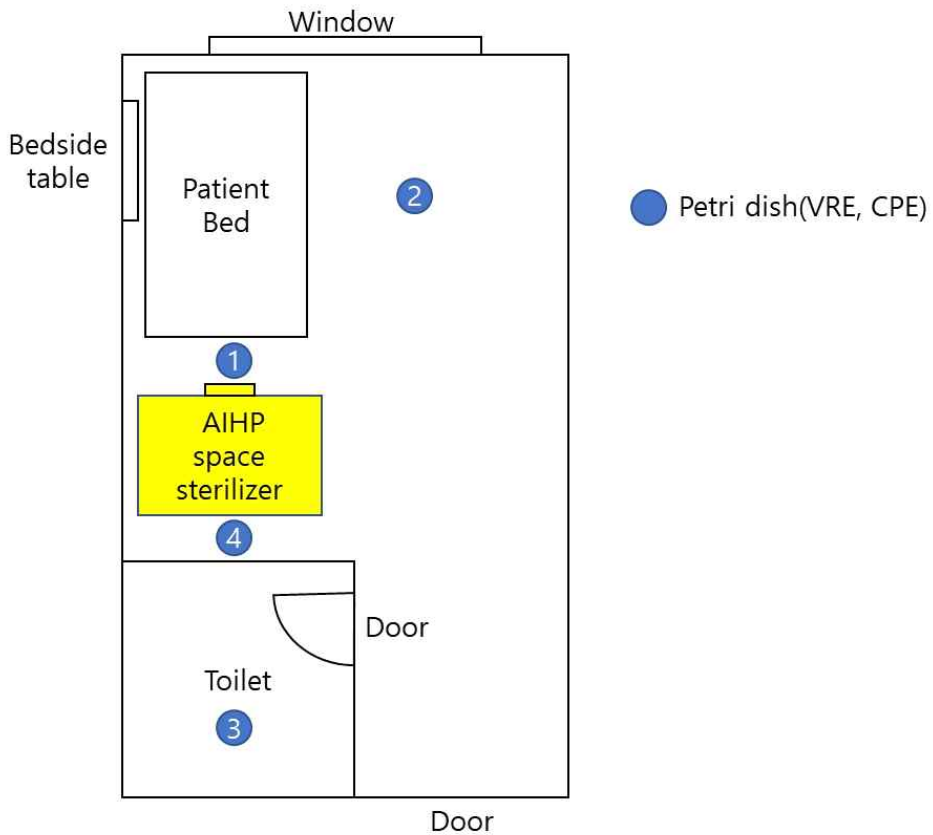 Window
Bedside
table
Patient
Bed
2
Petri dish(VRE, CPE)
1
AIHP
space
sterilizer
4
Door
Toilet
3
Door